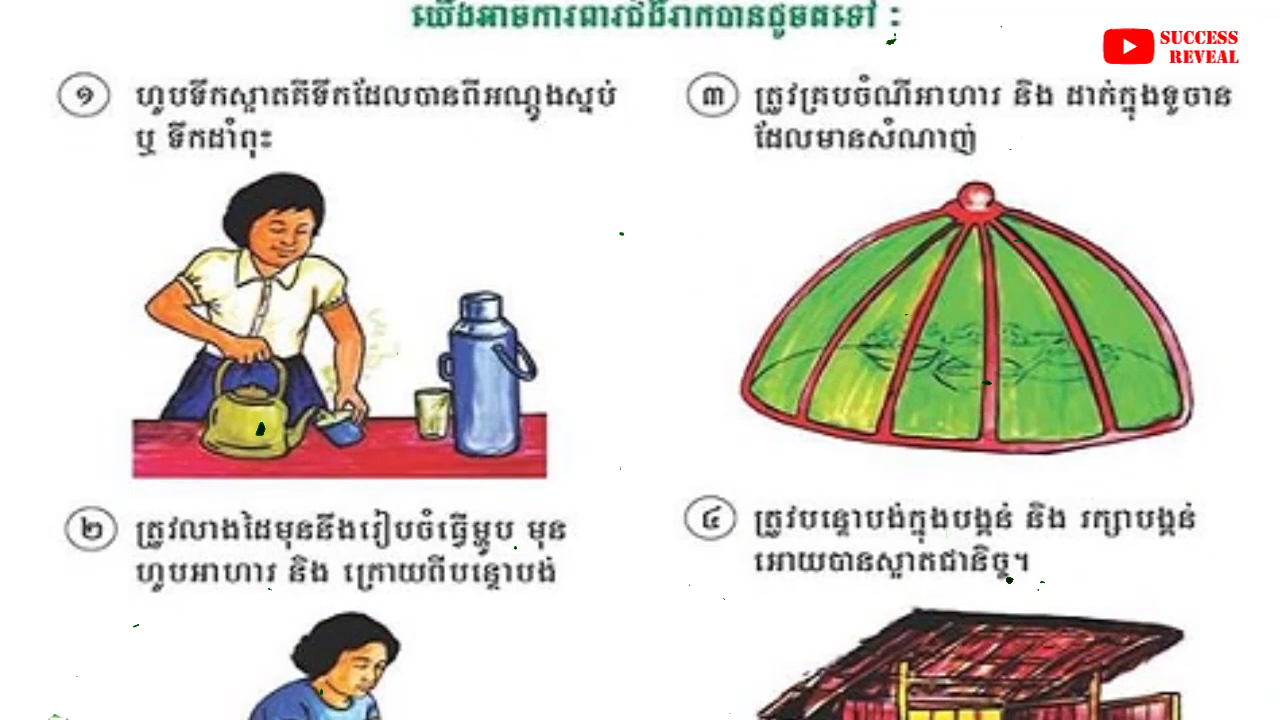 យើងអាចការពារជំងឺរាកបានដូចតទៅ :
SUCCESS
REVEAL
១ ហូបទឹកស្អាតគឺទឹកដែលបានពីអណ្ដូងស្នប់
ឬ ទឹកដាំពុះ
២ ត្រូវលាងដៃមុននឹងរៀបចំធ្វើម្ហូប មុន
ហូបអាហារ និង ក្រោយពីបន្ទោបង់
៣ ត្រូវគ្របចំណីអាហារ និង ដាក់ក្នុងទូចាន
ដែលមានសំណាញ់
៤ ត្រូវបន្ទោបង់ក្នុងបង្គន់ និង រក្សាបង្គន់
អោយបានស្អាតជានិច្ច។